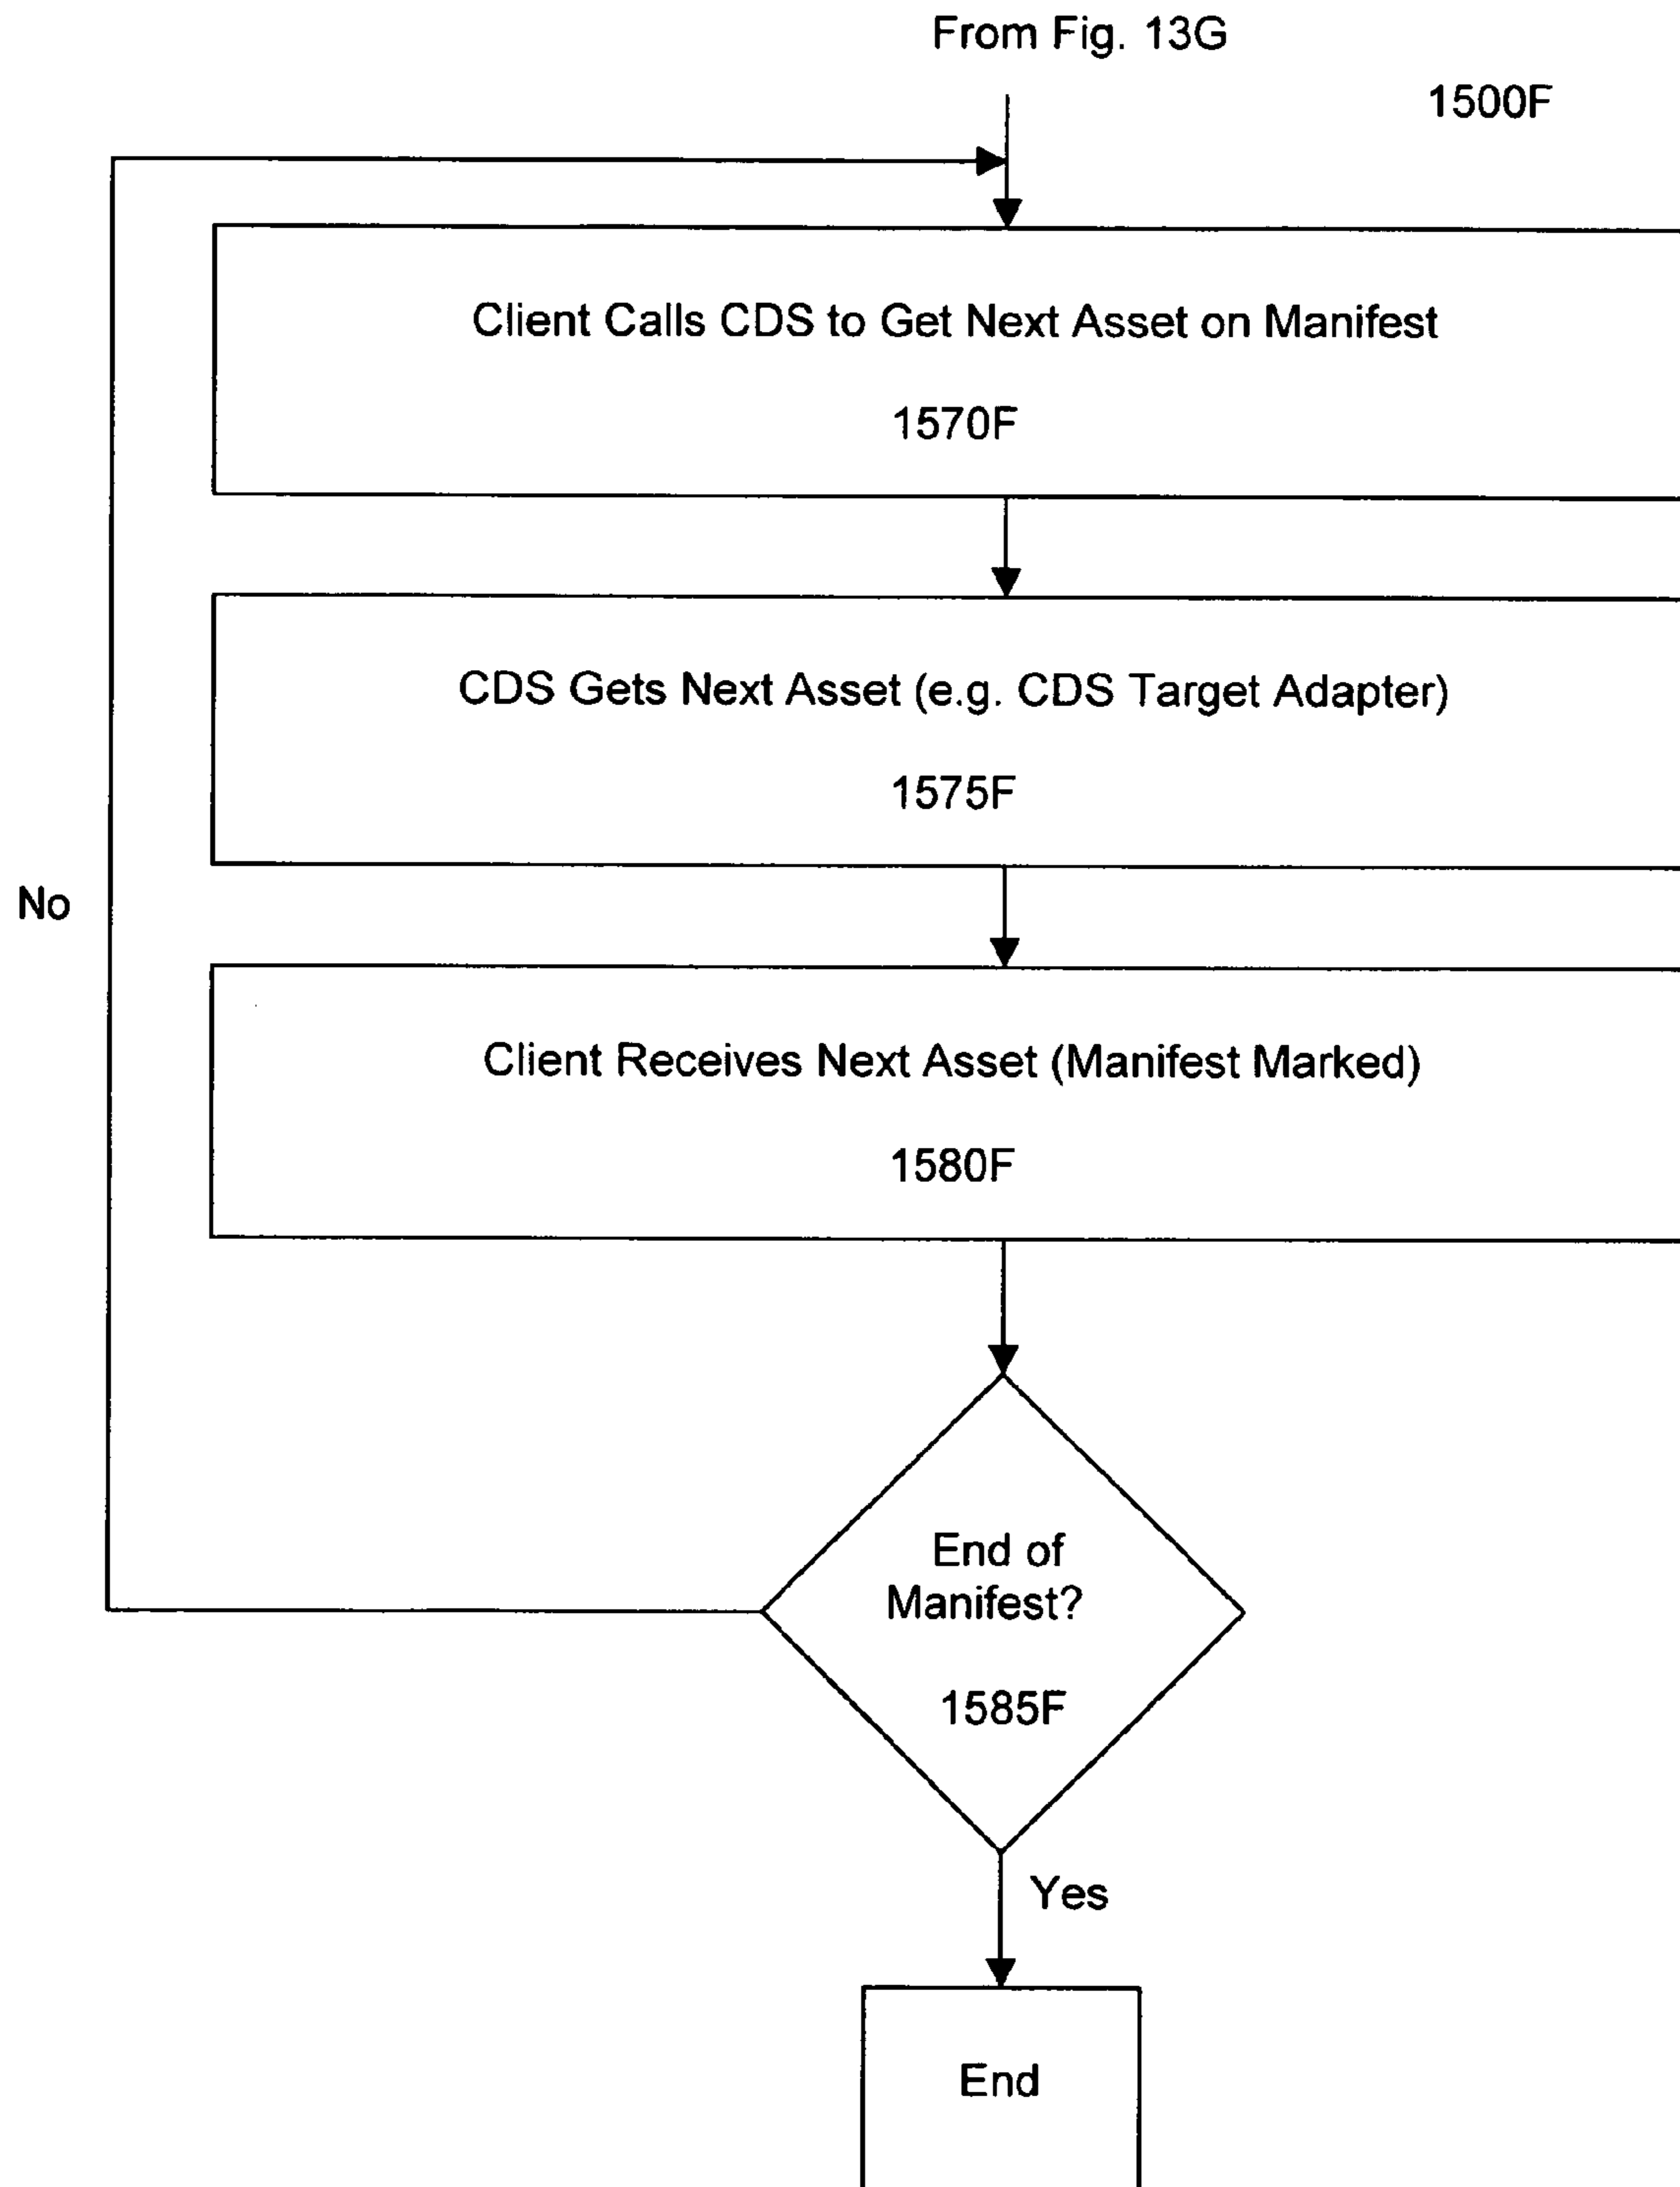 From Fig. 13G
1500F
Client Calls CDS to Get Next Asset on Manifest
1570F
CDS Gets Next Asset (e.g. CDS Target Adapter)
1575F
No
Client Receives Next Asset (Manifest Marked)
1580F
End of
Manifest?
1585F
Yes
End